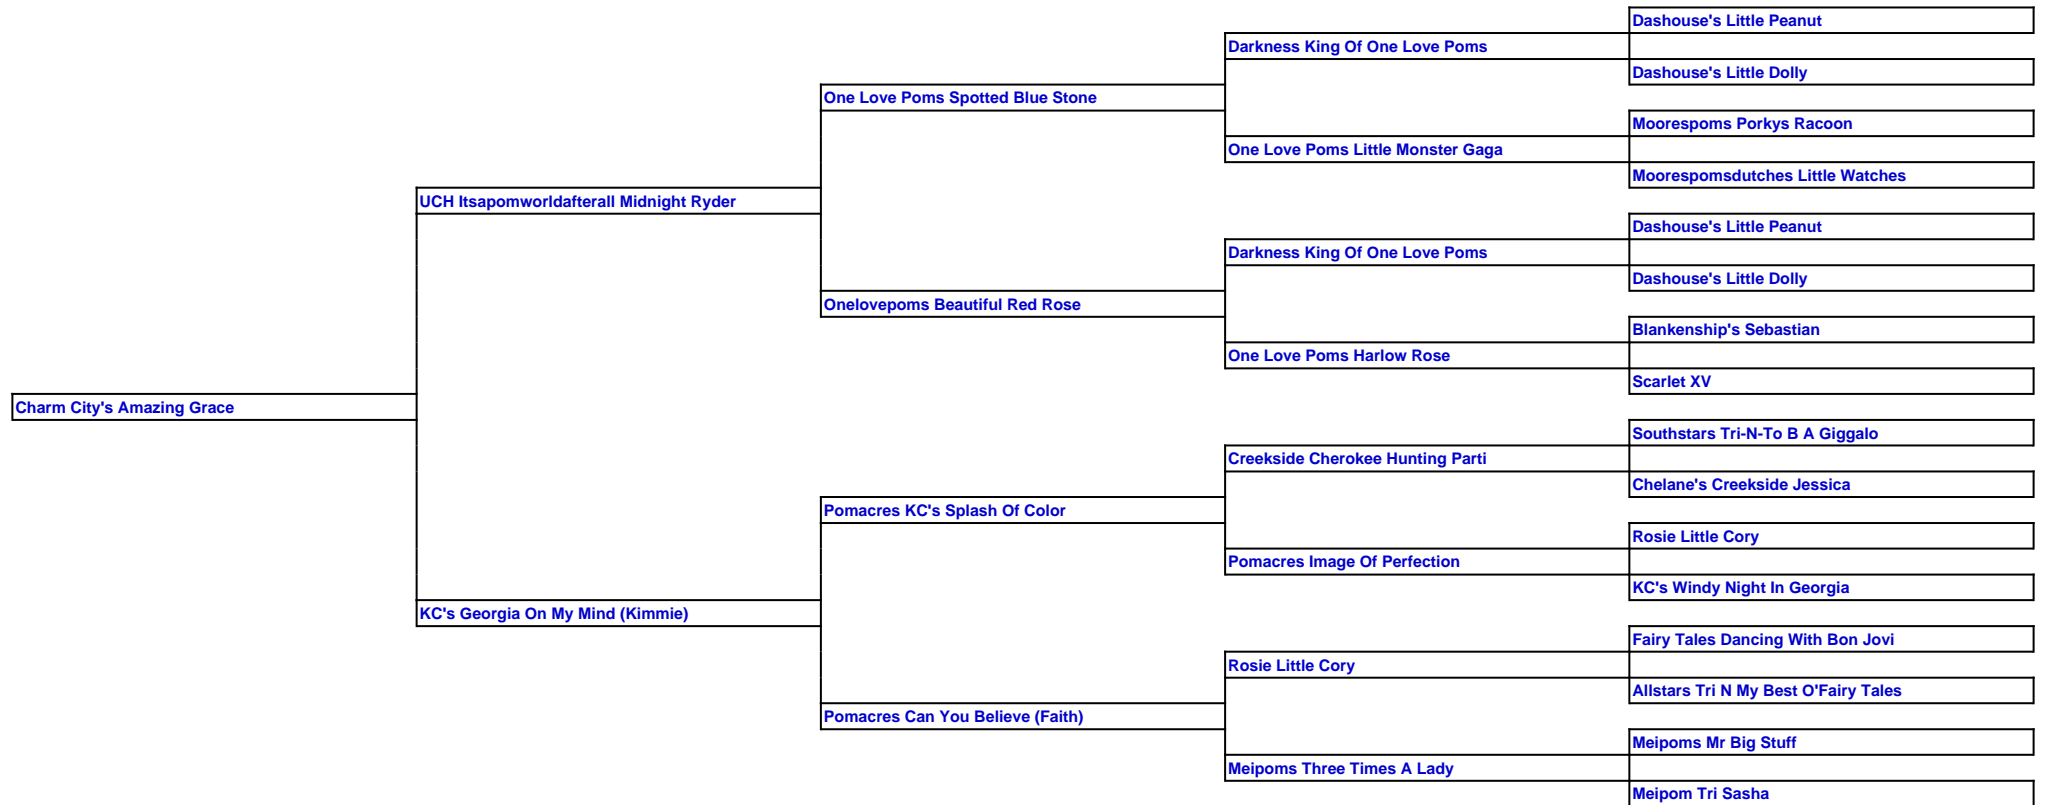 Dashouse's Little Peanut
Darkness King Of One Love Poms
Dashouse's Little Dolly
One Love Poms Spotted Blue Stone
Moorespoms Porkys Racoon
One Love Poms Little Monster Gaga
Moorespomsdutches Little Watches
UCH Itsapomworldafterall Midnight Ryder
Dashouse's Little Peanut
Darkness King Of One Love Poms
Dashouse's Little Dolly
Onelovepoms Beautiful Red Rose
Blankenship's Sebastian
One Love Poms Harlow Rose
Scarlet XV
Charm City's Amazing Grace
Southstars Tri-N-To B A Giggalo
Creekside Cherokee Hunting Parti
Chelane's Creekside Jessica
Pomacres KC's Splash Of Color
Rosie Little Cory
Pomacres Image Of Perfection
KC's Windy Night In Georgia
KC's Georgia On My Mind (Kimmie)
Fairy Tales Dancing With Bon Jovi
Rosie Little Cory
Allstars Tri N My Best O'Fairy Tales
Pomacres Can You Believe (Faith)
Meipoms Mr Big Stuff
Meipoms Three Times A Lady
Meipom Tri Sasha